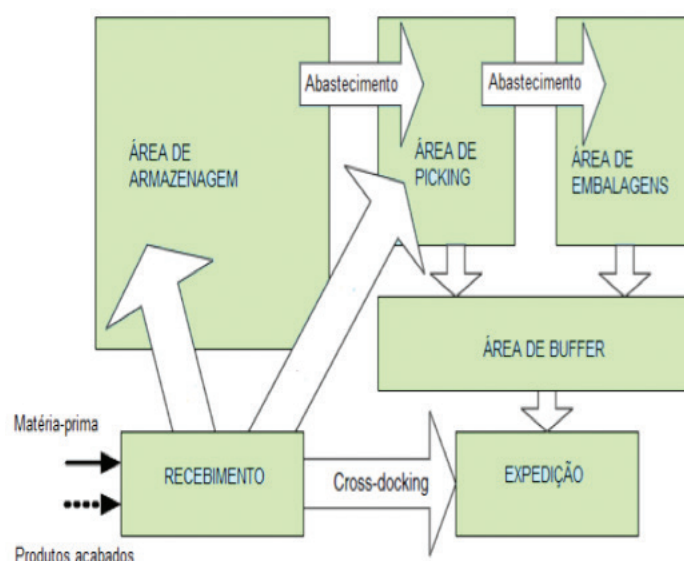 Abastecimento
Abastecimento
ÁREA DE
ARMAZENAGEM
ÁREA DE
PICKING
ÁREA DE
EMBALAGENS
ÁREA DE BUFFER
Matéria-prima
RECEBIMENTO
Cross-docking
EXPEDIÇÃO
Produtos acabados